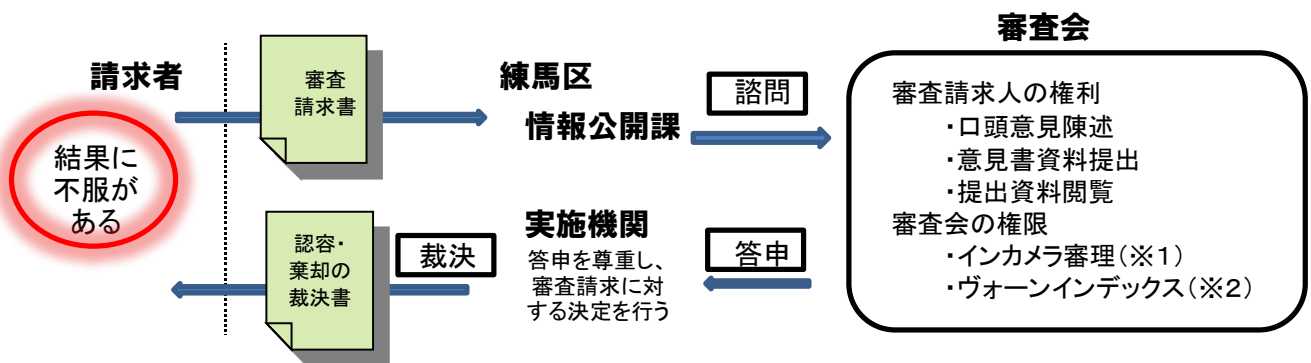 請求者
結果に
不服が
ある
審査
請求書
練馬区
情報公開課
諮問
審査会
審査請求人の権利
・口頭意見陳述
・意見書資料提出
・提出資料閲覧
審査会の権限
・インカメラ審理(※1)
・ヴォーンインデックス(※2)
答申
実施機関
答申を尊重し、
審査請求に対
する決定を行う
裁決
認容・
棄却の
裁決書